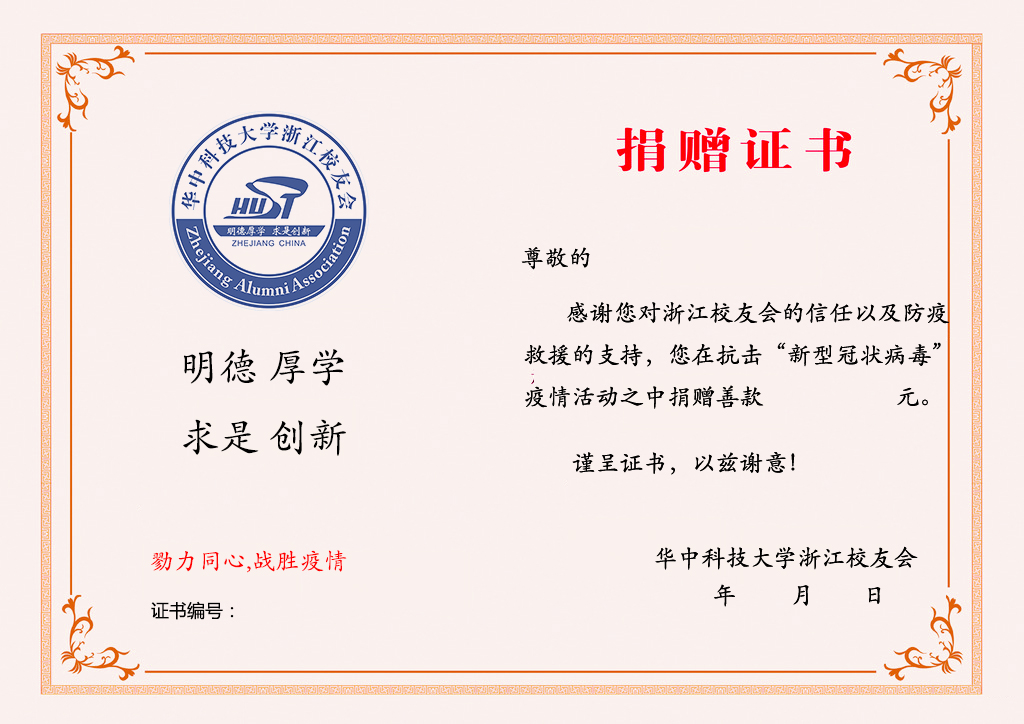 华中科技大学浙江校友会
HUST
明德厚学 求是创新
ZHEJIANG CHINA
Zhejiang Alumni Association
明德 厚学
求是 创新
勠力同心,战胜疫情
证书编号：
捐赠证书
尊敬的
感谢您对浙江校友会的信任以及防疫
救援的支持，您在抗击“新型冠状病毒”
疫情活动之中捐赠善款 元。
谨呈证书，以兹谢意！
华中科技大学浙江校友会
年 月 日